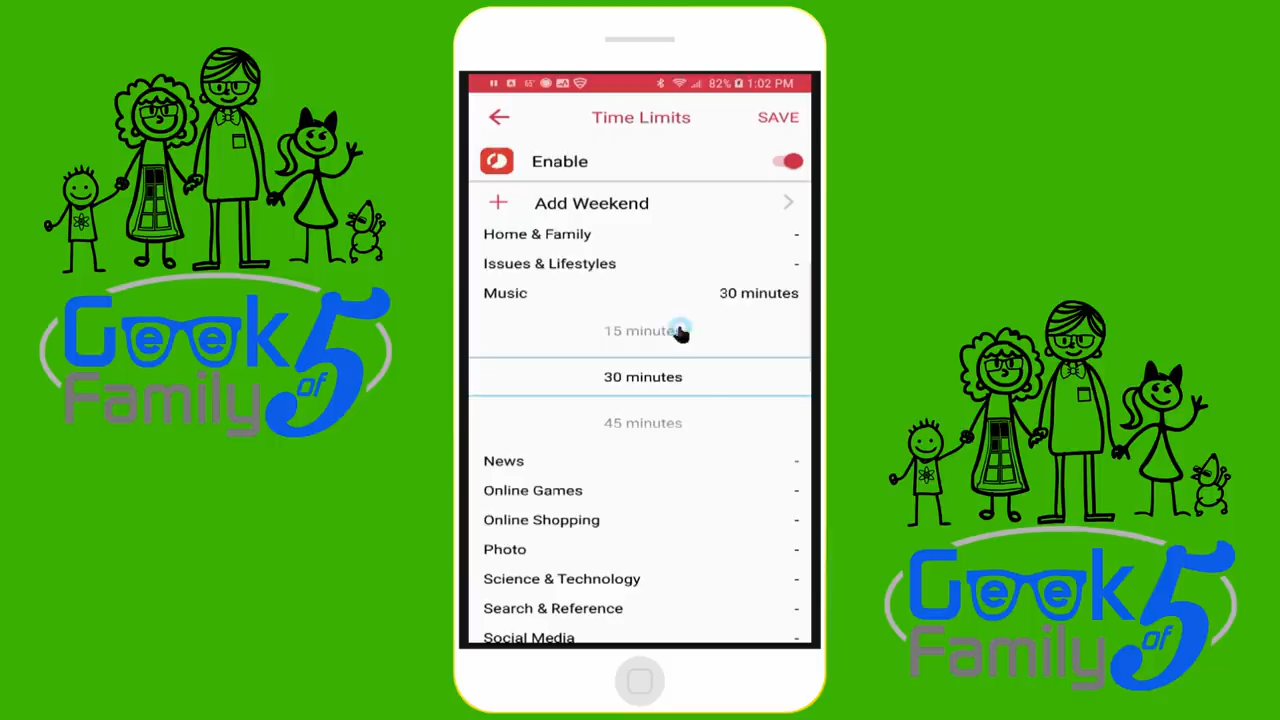 82% 1:02 PM
Time Limits SAVE
Enable
Add Weekend
Home & Family -
Issues & Lifestyles -
Music 30 minutes
15 minutes
30 minutes
45 minutes
News -
Online Games -
Online Shopping -
Photo -
Science & Technology -
Search & Reference -
Social Media -
Geek
Family of 5
Geek
Family of 5